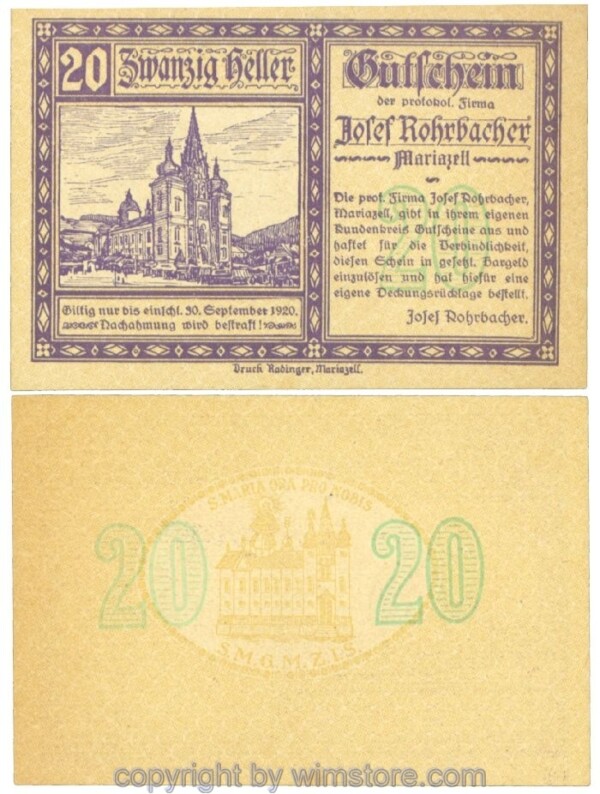 20 Zwanzig Heller
Giltig nur bis einschl. 30. September 1920.
Nachahmung wird bestraft!
Gutschein
der protokol. Firma
Josef Rohrbacher
Mariazell
20
Die prot. Firma Josef Rohrbacher,
Mariazell, gibt in ihrem eigenen
Kundenkreis Gutscheine aus und
haftet für die Verbindlichkeit,
diesen Schein in gesetzl. Bargeld
einzulösen und hat hiefür eine
eigene Deckungsrücklage bestellt.
Josef Rohrbacher.
Druck Radinger, Mariazell.
S. MARIA ORA PRO NOBIS
20 20
S.M.G.M.Z.I.S.
copyright by wimstore.com